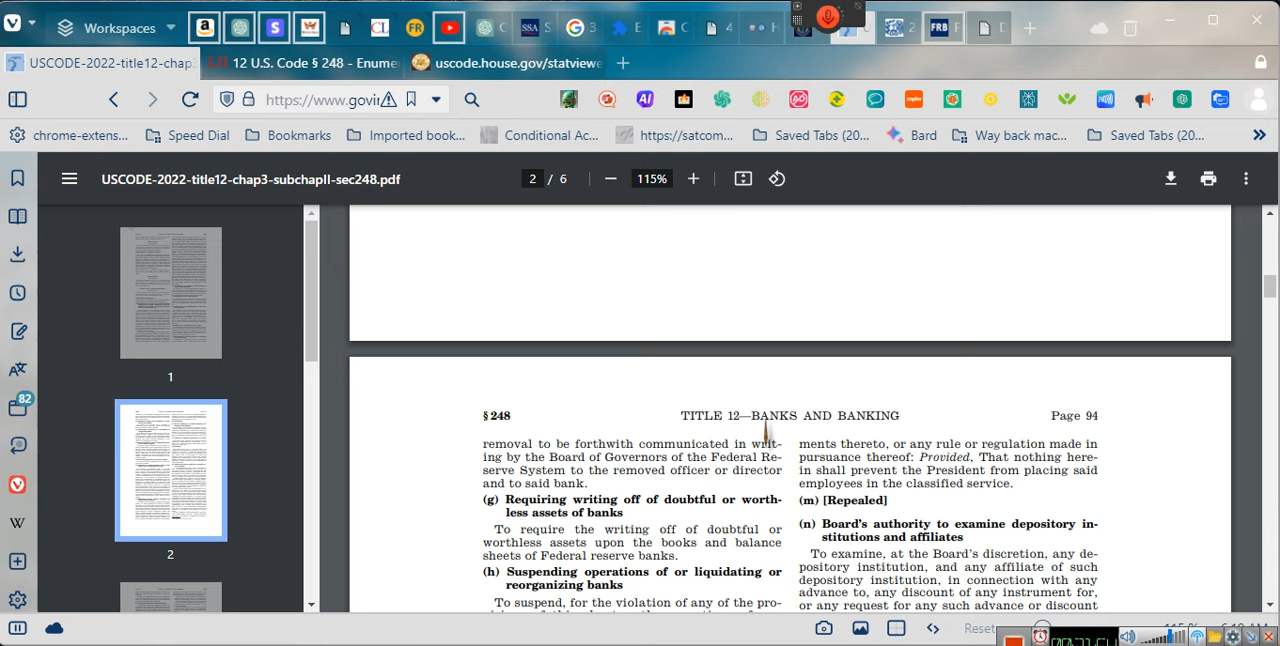 Workspaces
C
SSA S
3
E
C
4
H
2
FRB F
D
USCODE-2022-title12-chap3
12 U.S. Code § 248 - Enume
uscode.house.gov/statviewe
https://www.govii
chrome-extens...
Speed Dial
Bookmarks
Imported book...
Conditional Ac...
https://satcom...
Saved Tabs (20...
Bard
Way back mac...
Saved Tabs (20...
USCODE-2022-title12-chap3-subchapII-sec248.pdf
2 / 6
115%
1
2
82
§ 248
TITLE 12—BANKS AND BANKING
Page 94
removal to be forthwith communicated in writ-
ing by the Board of Governors of the Federal Re-
serve System to the removed officer or director
and to said bank.
(g) Requiring writing off of doubtful or worth-
less assets of banks
To require the writing off of doubtful or
worthless assets upon the books and balance
sheets of Federal reserve banks.
(h) Suspending operations of or liquidating or
reorganizing banks
To suspend, for the violation of any of the pro-
ments thereto, or any rule or regulation made in
pursuance thereof: Provided, That nothing here-
in shall prevent the President from placing said
employees in the classified service.
(m) [Repealed]
(n) Board's authority to examine depository in-
stitutions and affiliates
To examine, at the Board's discretion, any de-
pository institution, and any affiliate of such
depository institution, in connection with any
advance to, any discount of any instrument for,
or any request for any such advance or discount
Reset